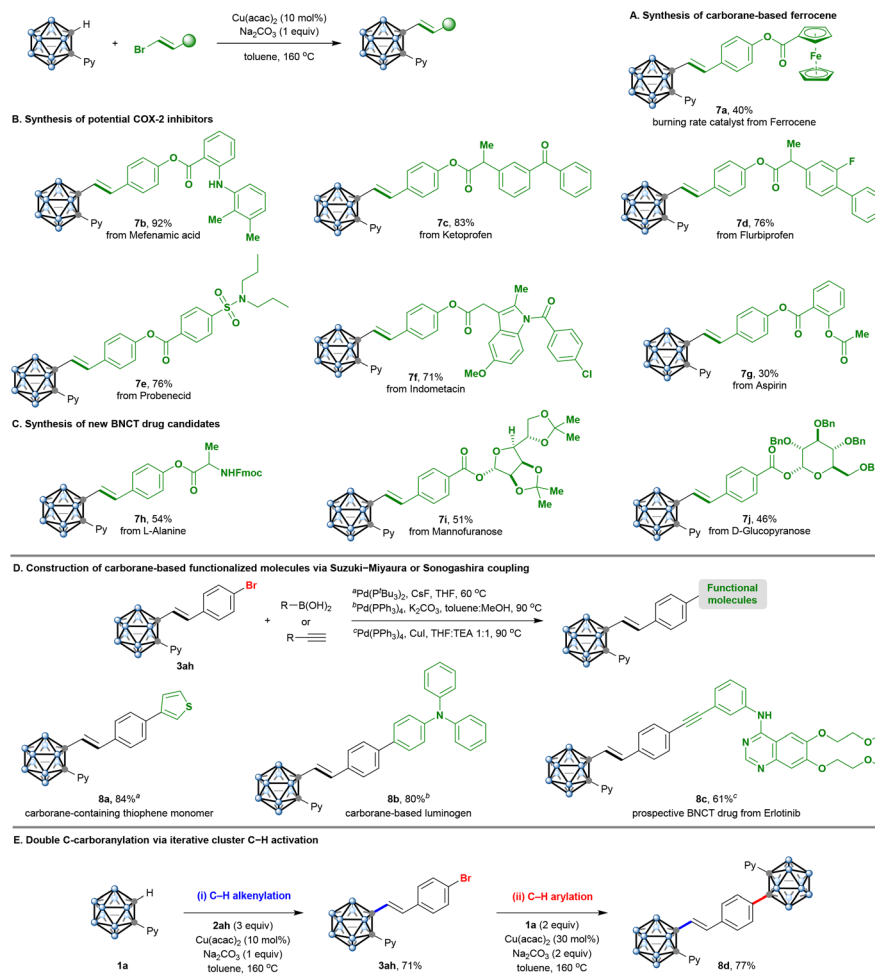 H
Py
+
Br
Cu(acac)2 (10 mol%)
Na2CO3 (1 equiv)
toluene, 160 °C
Py
A. Synthesis of carborane-based ferrocene
O
O
Fe
Py
7a, 40%
burning rate catalyst from Ferrocene
B. Synthesis of potential COX-2 inhibitors
O
O
HN
Me
Me
Py
7b, 92%
from Mefenamic acid
Me
O
O
O
Py
7c, 83%
from Ketoprofen
Me
F
O
O
Py
7d, 76%
from Flurbiprofen
O
N
S
O
O
O
Py
7e, 76%
from Probenecid
O
O
Me
O
N
MeO
Cl
Py
7f, 71%
from Indometacin
O
O
O
O
Me
Py
7g, 30%
from Aspirin
C. Synthesis of new BNCT drug candidates
Me
O
NHFmoc
O
Py
7h, 54%
from L-Alanine
O
Me
H
O
Me
O
O
O
O
O
Me
Me
Py
7i, 51%
from Mannofuranose
OBn
BnO
OBn
O
O
O
OB
Py
7j, 46%
from D-Glucopyranose
D. Construction of carborane-based functionalized molecules via Suzuki−Miyaura or Sonogashira coupling
Br
Py
3ah
+
R−B(OH)2
or
R
aPd(PtBu3)2, CsF, THF, 60 °C
bPd(PPh3)4, K2CO3, toluene:MeOH, 90 °C
cPd(PPh3)4, CuI, THF:TEA 1:1, 90 °C
Functional
molecules
Py
S
Py
8a, 84%a
carborane-containing thiophene monomer
N
Py
8b, 80%b
carborane-based luminogen
NH
N
N
O
O
O
O
Py
8c, 61%c
prospective BNCT drug from Erlotinib
E. Double C-carboranylation via iterative cluster C−H activation
H
Py
1a
(i) C−H alkenylation
2ah (3 equiv)
Cu(acac)2 (10 mol%)
Na2CO3 (1 equiv)
toluene, 160 °C
Br
Py
3ah, 71%
(ii) C−H arylation
1a (2 equiv)
Cu(acac)2 (30 mol%)
Na2CO3 (2 equiv)
toluene, 160 °C
Py
Py
8d, 77%